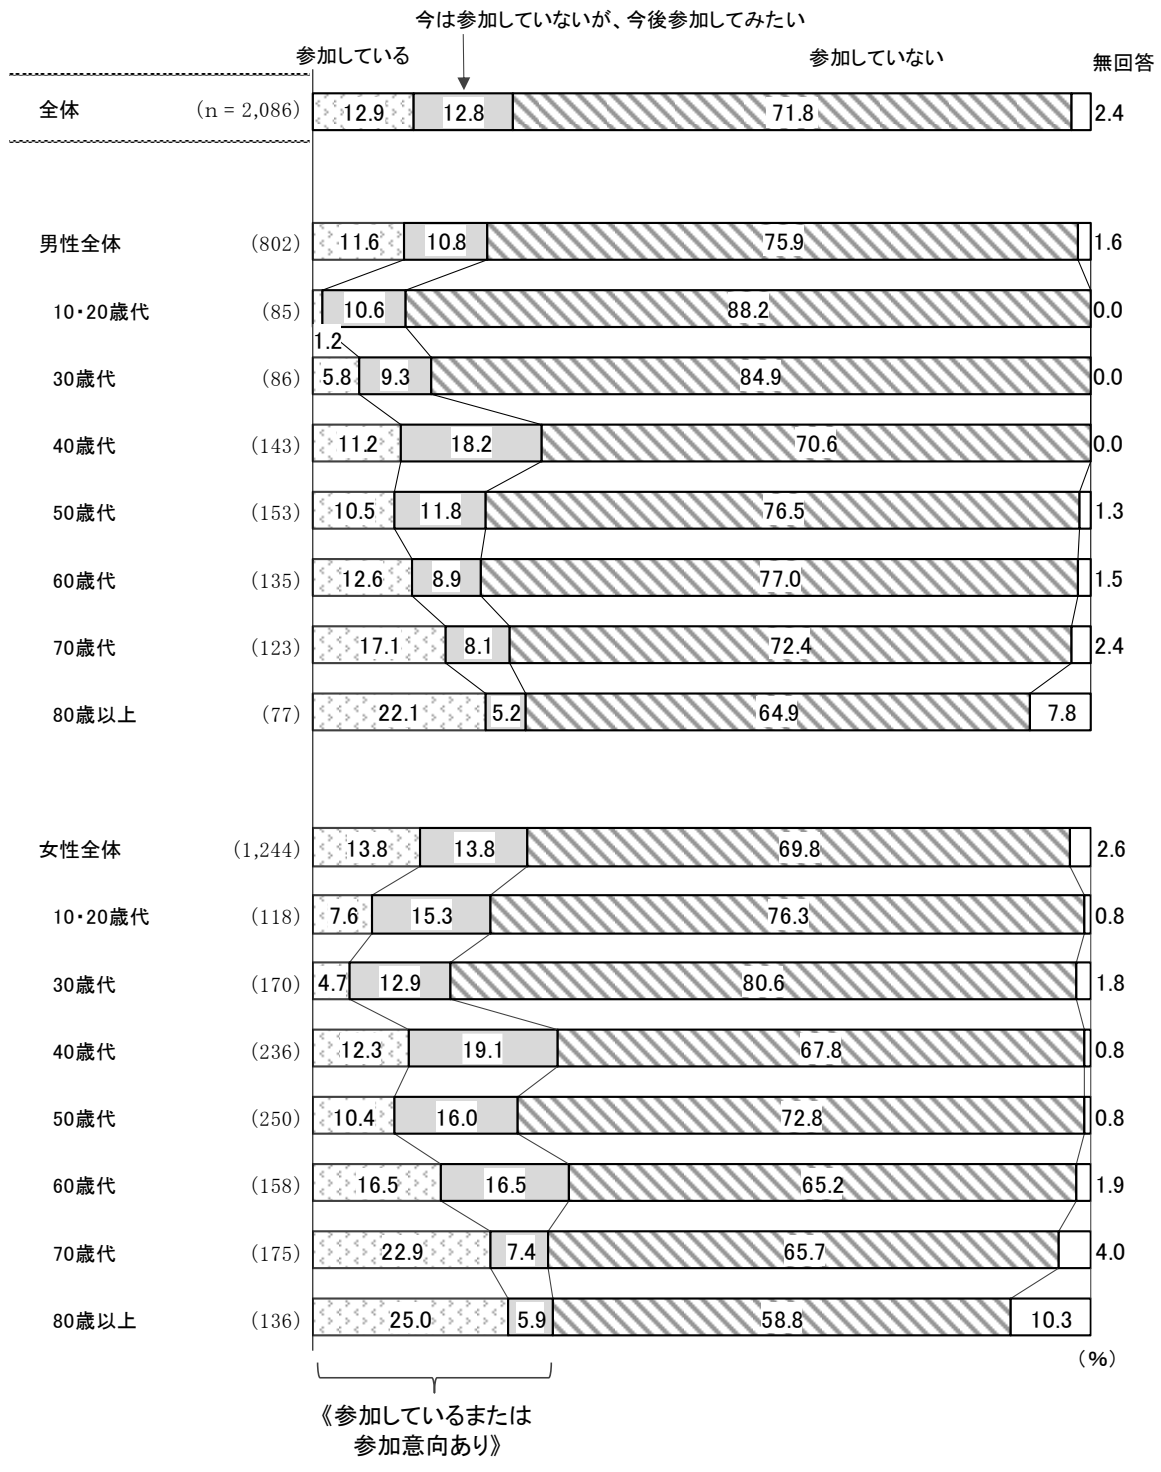 今は参加していないが、今後参加してみたい
参加している 参加していない 無回答
全体 (n = 2,086) 12.9 12.8 71.8 2.4
男性全体 (802) 11.6 10.8 75.9 1.6
10・20歳代 (85) 10.6 88.2 0.0
1.2
30歳代 (86) 5.8 9.3 84.9 0.0
40歳代 (143) 11.2 18.2 70.6 0.0
50歳代 (153) 10.5 11.8 76.5 1.3
60歳代 (135) 12.6 8.9 77.0 1.5
70歳代 (123) 17.1 8.1 72.4 2.4
80歳以上 (77) 22.1 5.2 64.9 7.8
女性全体 (1,244) 13.8 13.8 69.8 2.6
10・20歳代 (118) 7.6 15.3 76.3 0.8
30歳代 (170) 4.7 12.9 80.6 1.8
40歳代 (236) 12.3 19.1 67.8 0.8
50歳代 (250) 10.4 16.0 72.8 0.8
60歳代 (158) 16.5 16.5 65.2 1.9
70歳代 (175) 22.9 7.4 65.7 4.0
80歳以上 (136) 25.0 5.9 58.8 10.3
(%)
《参加しているまたは
参加意向あり》